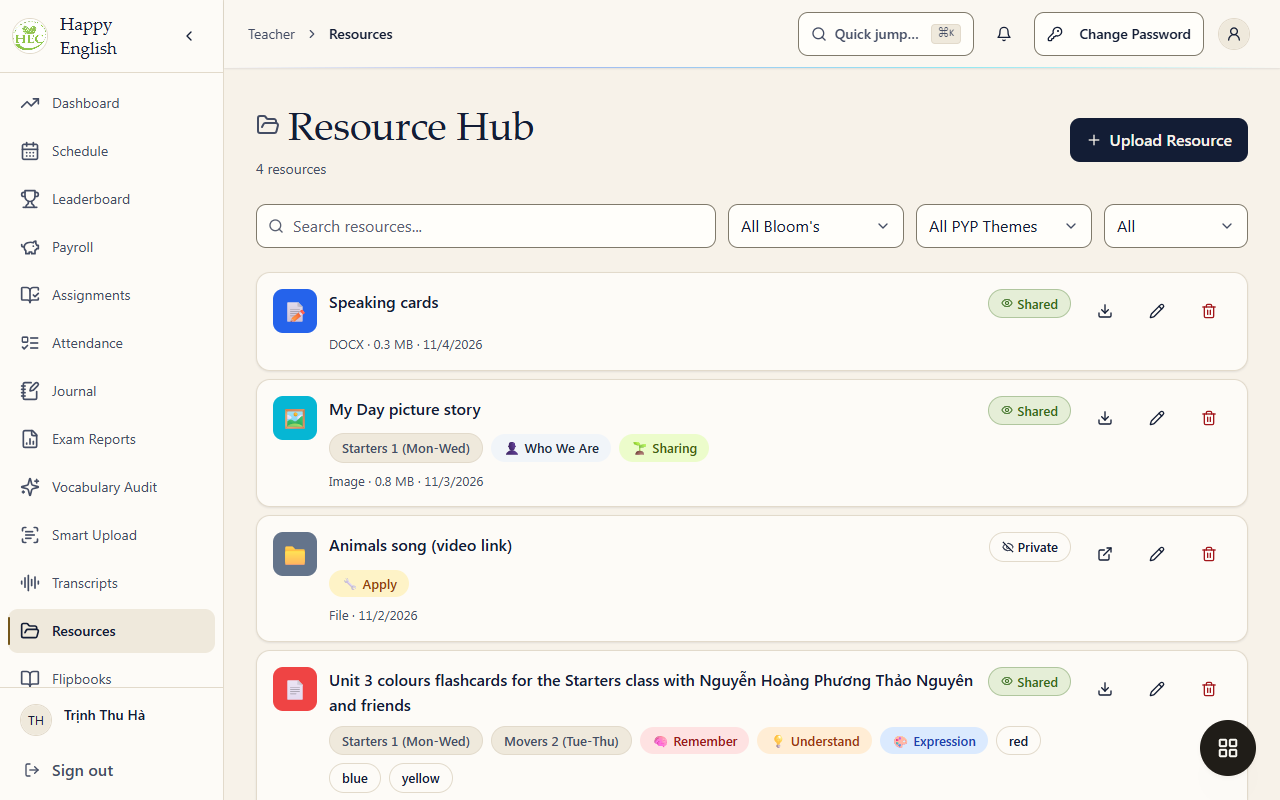 HEC
Happy
English
Dashboard
Schedule
Leaderboard
Payroll
Assignments
Attendance
Journal
Exam Reports
Vocabulary Audit
Smart Upload
Transcripts
Resources
Flipbooks
TH
Trịnh Thu Hà
Sign out
Teacher > Resources
Quick jump... ⌘K
Change Password
Resource Hub
4 resources
+ Upload Resource
Search resources...
All Bloom's
All PYP Themes
All
Speaking cards
Shared
DOCX · 0.3 MB · 11/4/2026
My Day picture story
Shared
Starters 1 (Mon-Wed) Who We Are Sharing
Image · 0.8 MB · 11/3/2026
Animals song (video link)
Private
Apply
File · 11/2/2026
Unit 3 colours flashcards for the Starters class with Nguyễn Hoàng Phương Thảo Nguyên
and friends
Shared
Starters 1 (Mon-Wed) Movers 2 (Tue-Thu) Remember Understand Expression red
blue yellow